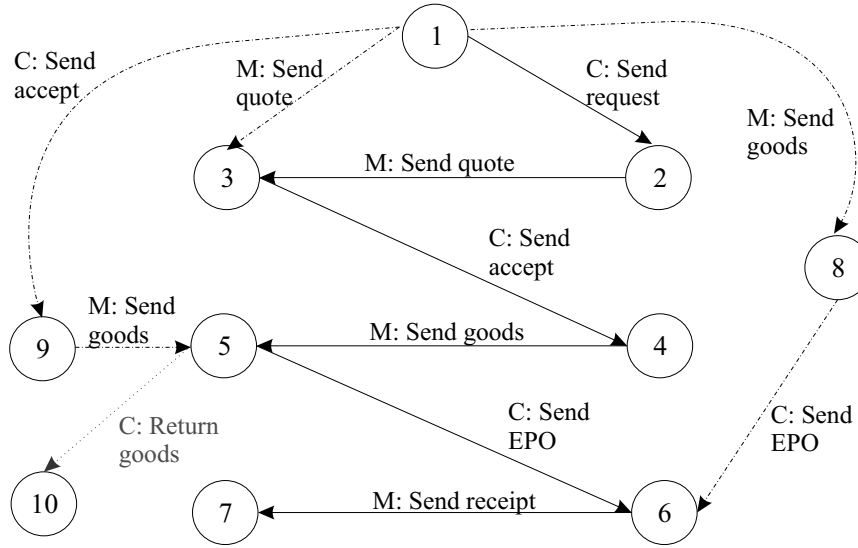 1
C: Send
accept
M: Send
quote
C: Send
request
M: Send
goods
3
M: Send quote
2
C: Send
accept
8
M: Send
goods
9
5
M: Send goods
4
C: Return
goods
C: Send
EPO
C: Send
EPO
10
7
M: Send receipt
6